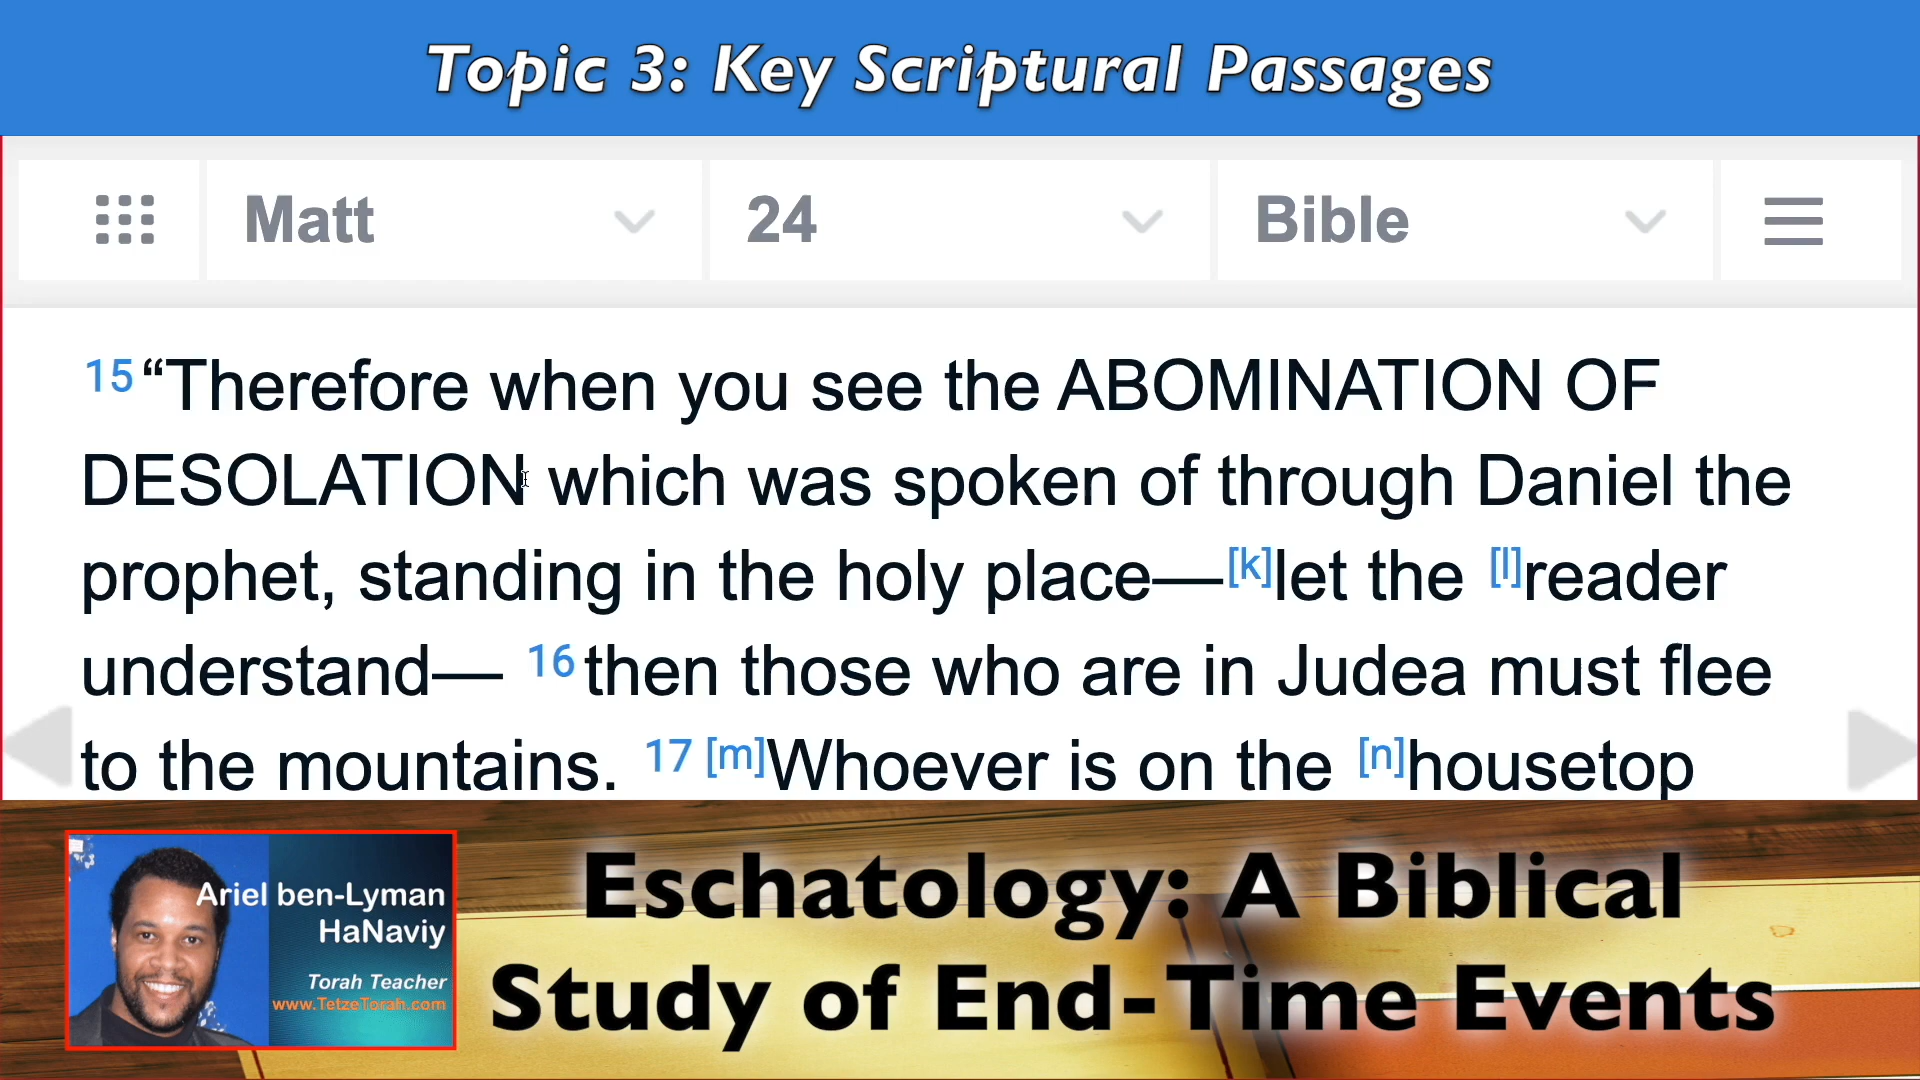 Topic 3: Key Scriptural Passages
Matt
24
Bible
15 “Therefore when you see the ABOMINATION OF
DESOLATION which was spoken of through Daniel the
prophet, standing in the holy place—[k]let the [l]reader
understand— 16 then those who are in Judea must flee
to the mountains. 17 [m]Whoever is on the [n]housetop
Ariel ben-Lyman
HaNaviy
Torah Teacher
www.TetzeTorah.com
Eschatology: A Biblical
Study of End-Time Events